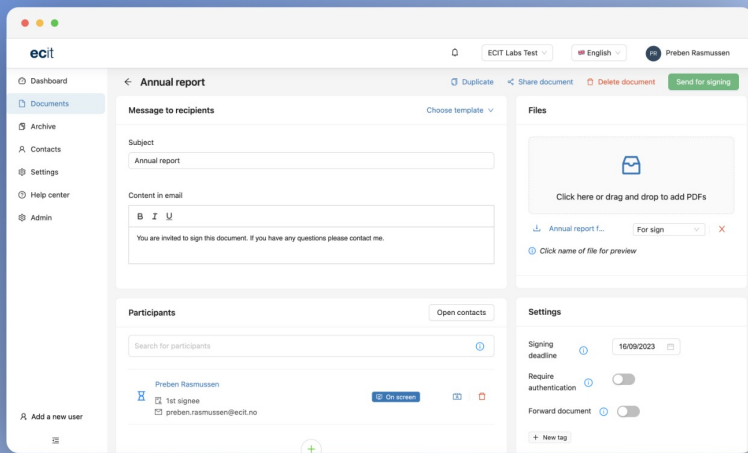 ecit
ECIT Labs Test
English
PR
Preben Rasmussen
Dashboard
Documents
Archive
Contacts
Settings
Help center
Admin
Add a new user
Annual report
Duplicate
Share document
Delete document
Send for signing
Message to recipients
Choose template
Subject
Annual report
Content in email
B I U
You are invited to sign this document. If you have any questions please contact me.
Participants
Open contacts
Search for participants
Preben Rasmussen
1st signee
On screen
preben.rasmussen@ecit.no
Files
Click here or drag and drop to add PDFs
Annual report f...
For sign
Click name of file for preview
Settings
Signing
deadline
16/09/2023
Require
authentication
Forward document
+ New tag